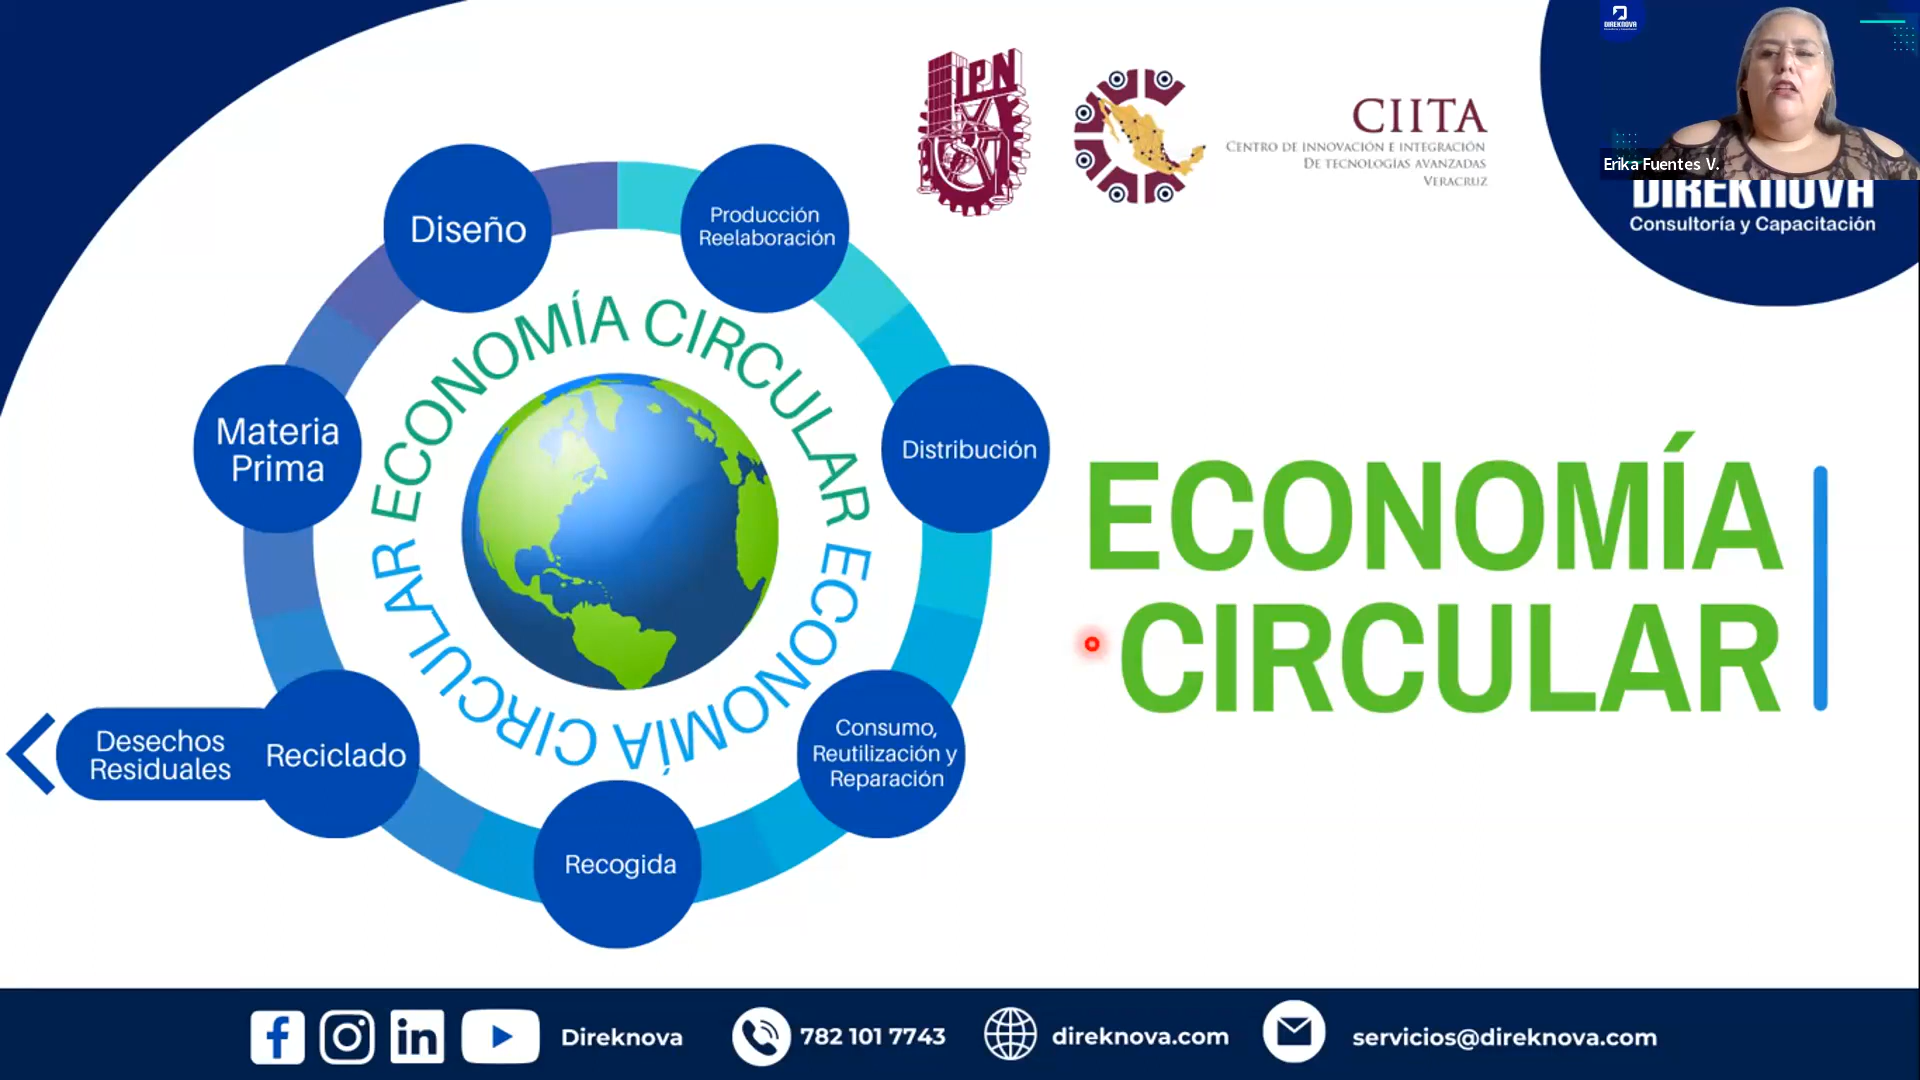 IPN
CIITA
CENTRO DE INNOVACIÓN E INTEGRACIÓN
DE TECNOLOGÍAS AVANZADAS
VERACRUZ
DIREKNOVA
Erika Fuentes V.
DIREKNOVA
Consultoría y Capacitación
Diseño
Producción
Reelaboración
Materia
Prima
Distribución
ECONOMÍA CIRCULAR ECONOMÍA CIRCULAR
ECONOMÍA
CIRCULAR
Desechos
Residuales
Reciclado
Consumo,
Reutilización y
Reparación
Recogida
Direknova
782 101 7743
direknova.com
servicios@direknova.com